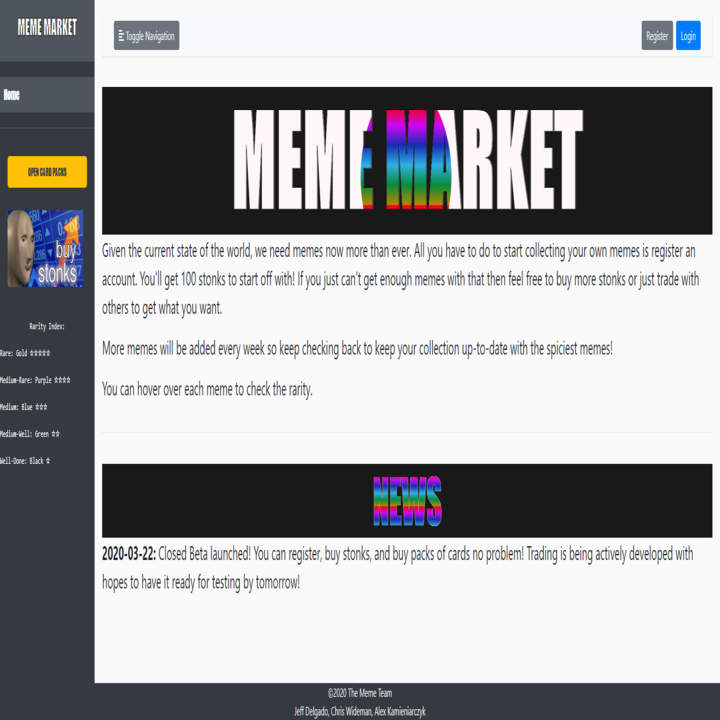 MEME MARKET
Toggle Navigation
Register
Login
Home
OPEN CARD PACKS
buy
stonks
Rarity Index:
Rare: Gold ☆☆☆☆☆
Medium-Rare: Purple ☆☆☆☆
Medium: Blue ☆☆☆
Medium-Well: Green ☆☆
Well-Done: Black ☆
MEME MARKET
Given the current state of the world, we need memes now more than ever. All you have to do to start collecting your own memes is register an
account. You'll get 100 stonks to start off with! If you just can't get enough memes with that then feel free to buy more stonks or just trade with
others to get what you want.
More memes will be added every week so keep checking back to keep your collection up-to-date with the spiciest memes!
You can hover over each meme to check the rarity.
NEWS
2020-03-22: Closed Beta launched! You can register, buy stonks, and buy packs of cards no problem! Trading is being actively developed with
hopes to have it ready for testing by tomorrow!
©2020 The Meme Team
Jeff Delgado, Chris Wideman, Alex Kamieniarczyk